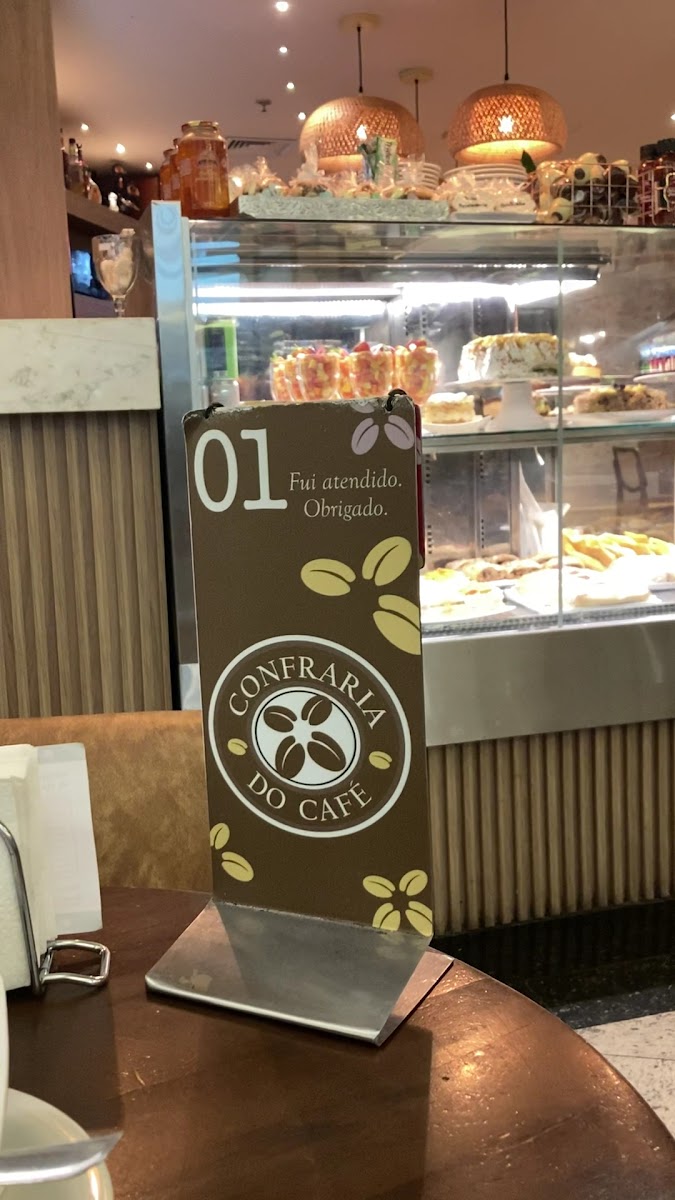 01
Fui atendido.
Obrigado.
CONFRARIA
DO CAFÉ